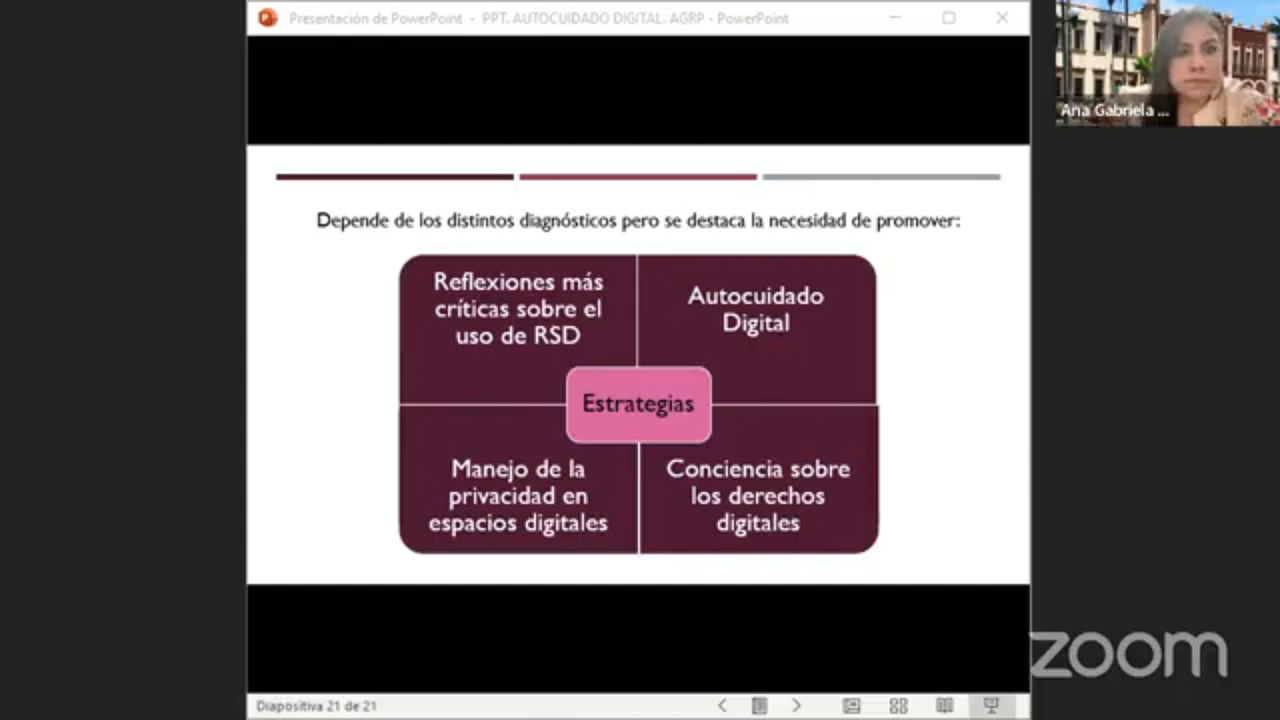 Presentación de PowerPoint - PPT. AUTOCUIDADO DIGITAL. AGRP - PowerPoint
Ana Gabriela ...
Depende de los distintos diagnósticos pero se destaca la necesidad de promover:
Reflexiones más
críticas sobre el
uso de RSD
Autocuidado
Digital
Estrategias
Manejo de la
privacidad en
espacios digitales
Conciencia sobre
los derechos
digitales
zoom
Diapositiva 21 de 21